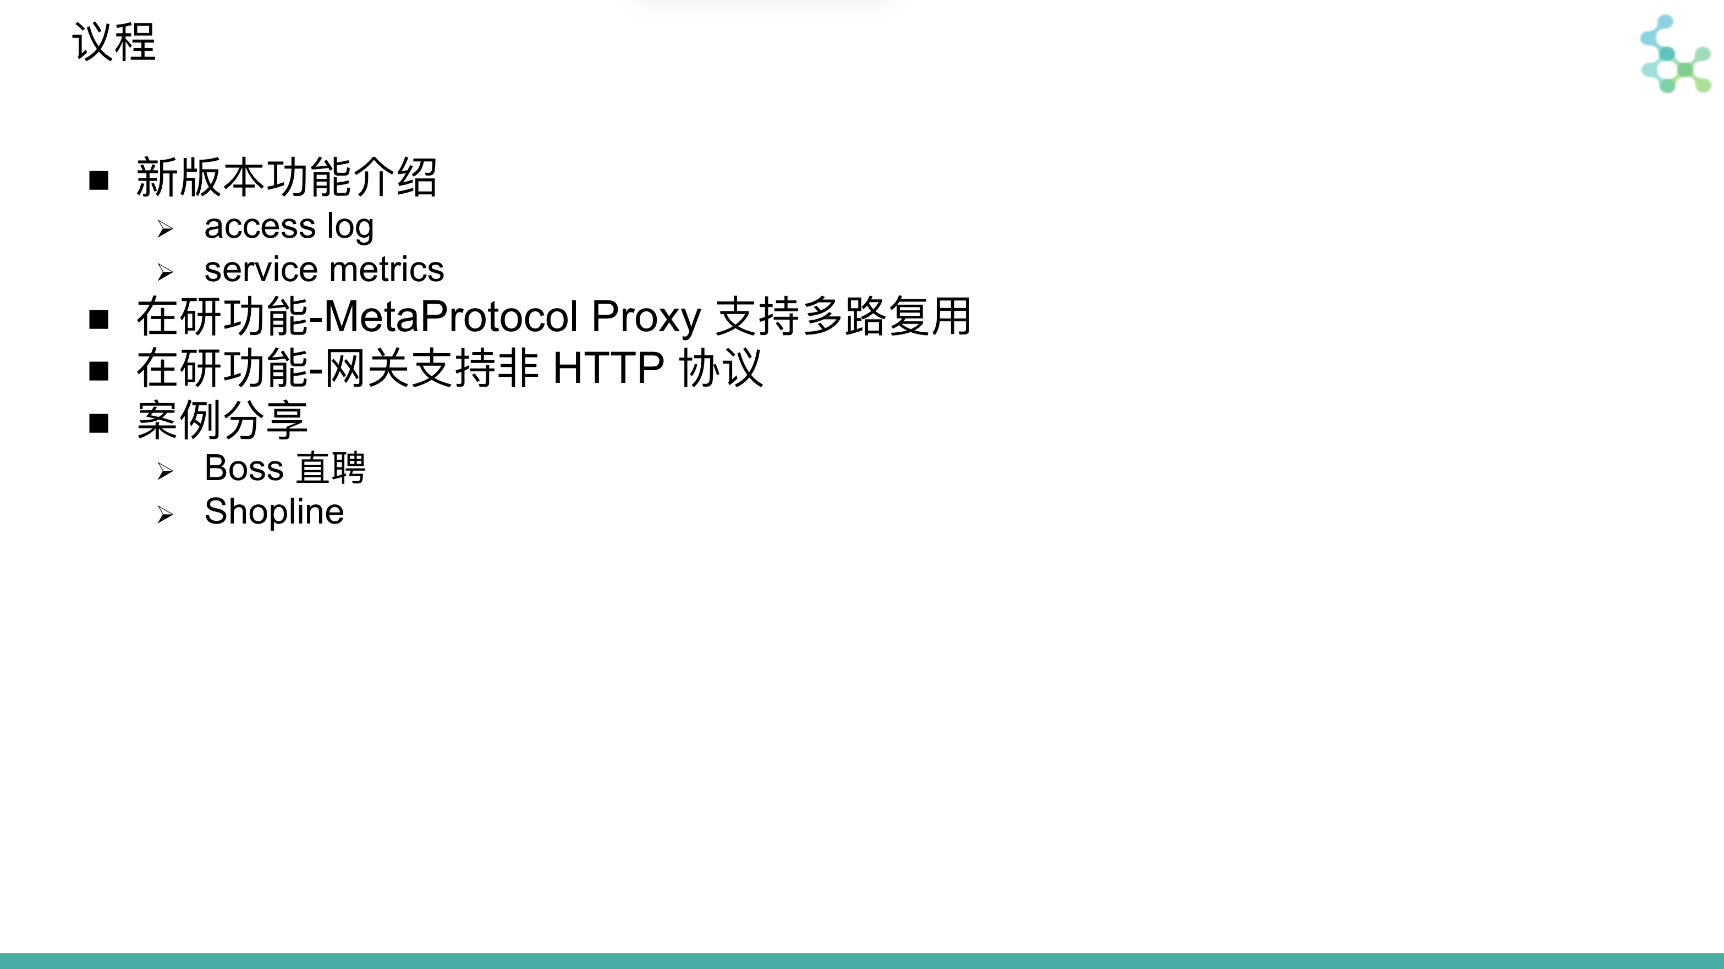 议程
新版本功能介绍
access log
service metrics
在研功能-MetaProtocol Proxy 支持多路复用
在研功能-网关支持非 HTTP 协议
案例分享
Boss 直聘
Shopline